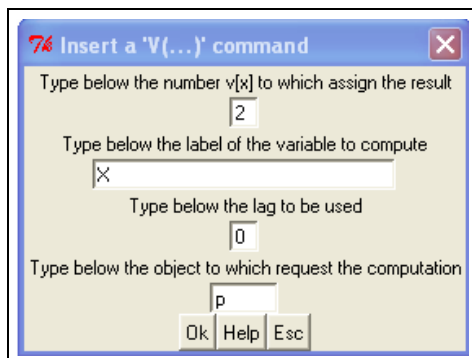 7% Insert a 'V(...)' command
Type below the number v[x] to which assign the result
2
Type below the label of the variable to compute
X
Type below the lag to be used
0
Type below the object to which request the computation
p
Ok Help Esc